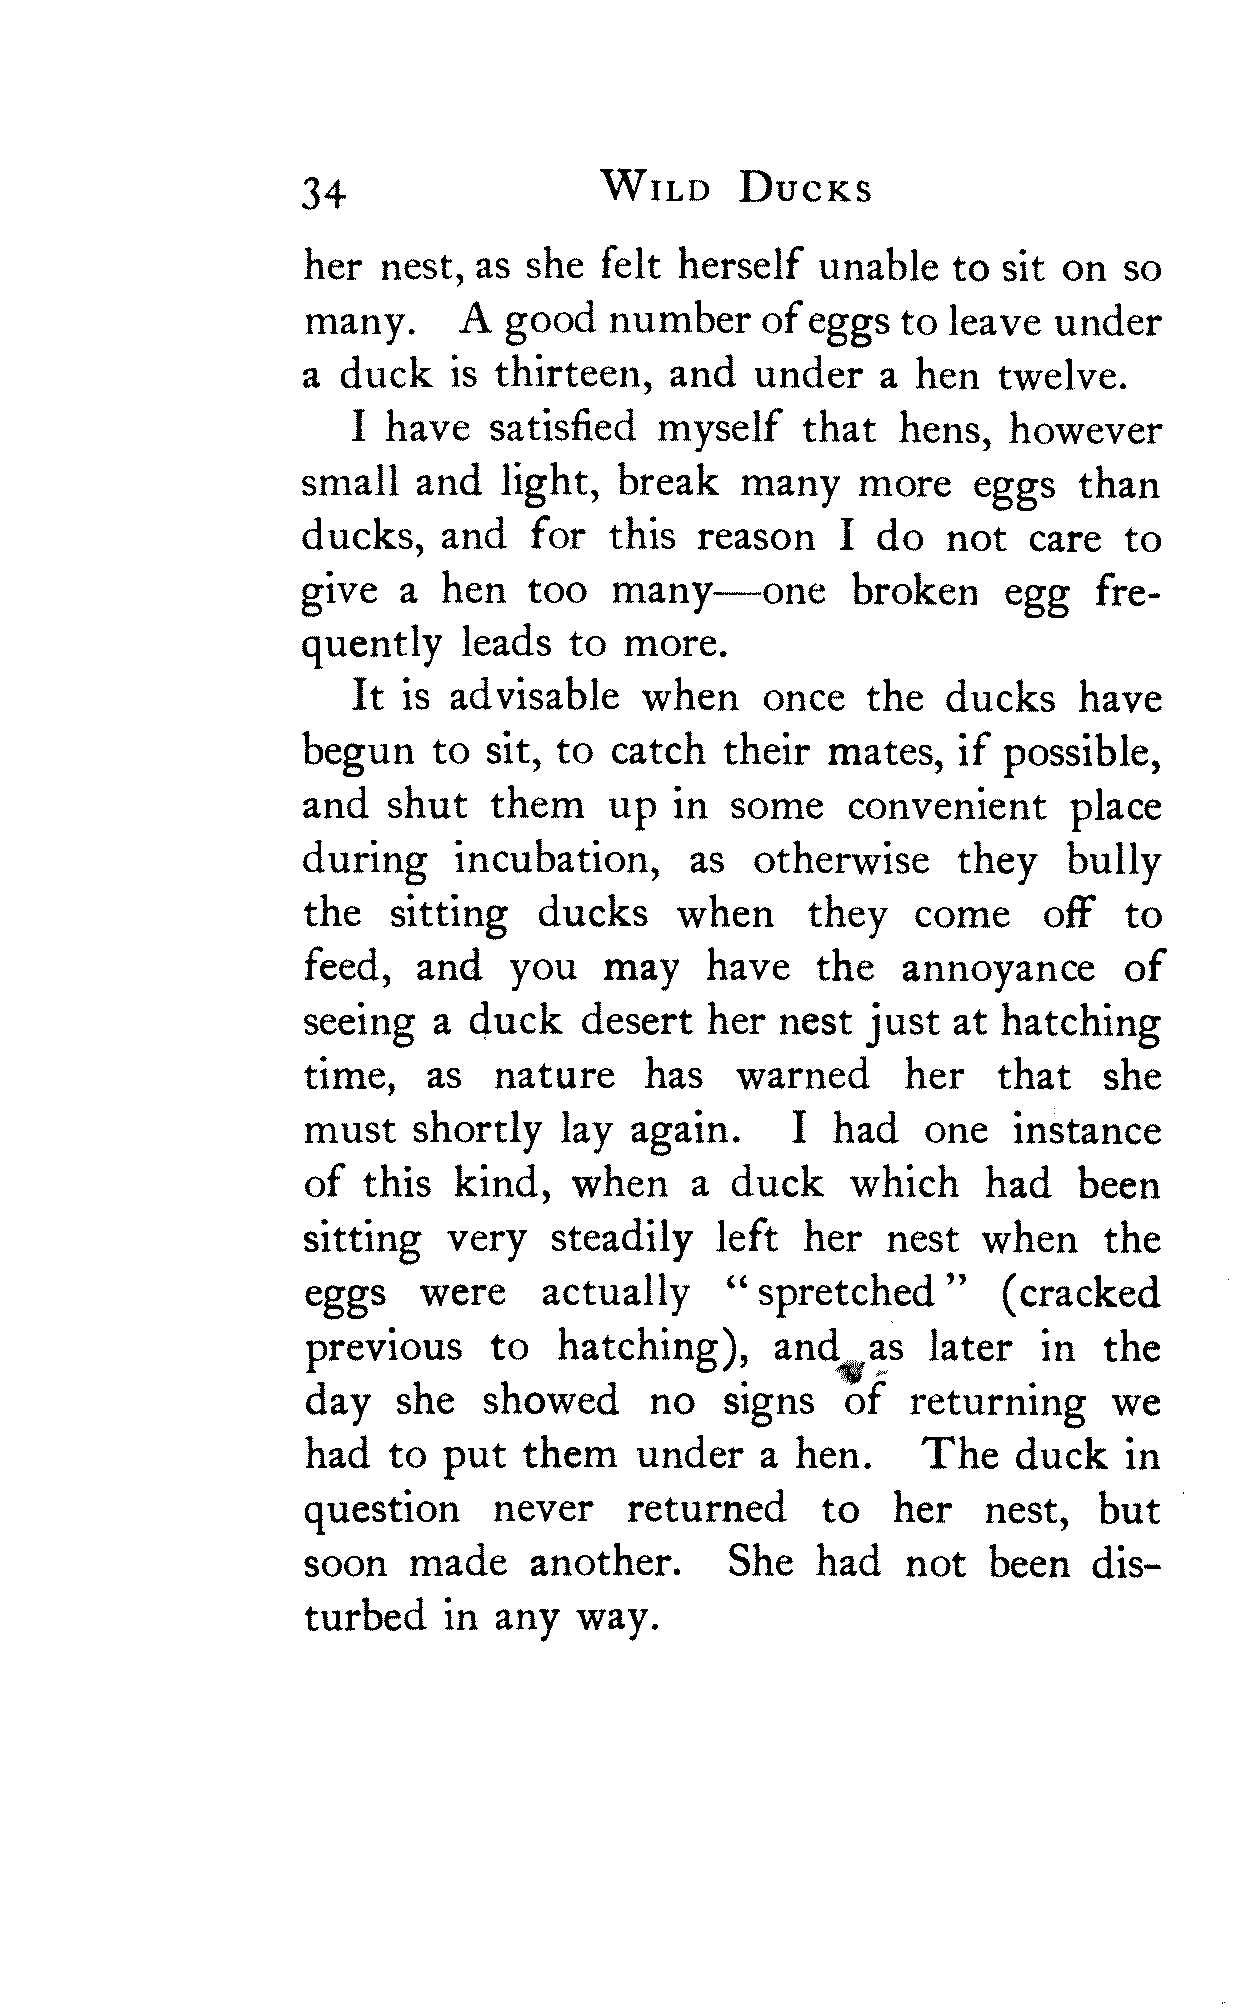 34 Wild Ducks
her nest, as she felt herself unable to sit on so
many. A good number of eggs to leave under
a duck is thirteen, and under a hen twelve.
I have satisfied myself that hens, however
small and light, break many more eggs than
ducks, and for this reason I do not care to
give a hen too many—one broken egg fre-
quently leads to more.
It is advisable when once the ducks have
begun to sit, to catch their mates, if possible,
and shut them up in some convenient place
during incubation, as otherwise they bully
the sitting ducks when they come off to
feed, and you may have the annoyance of
seeing a duck desert her nest just at hatching
time, as nature has warned her that she
must shortly lay again. I had one instance
of this kind, when a duck which had been
sitting very steadily left her nest when the
eggs were actually “spretched” (cracked
previous to hatching), and as later in the
day she showed no signs of returning we
had to put them under a hen. The duck in
question never returned to her nest, but
soon made another. She had not been dis-
turbed in any way.